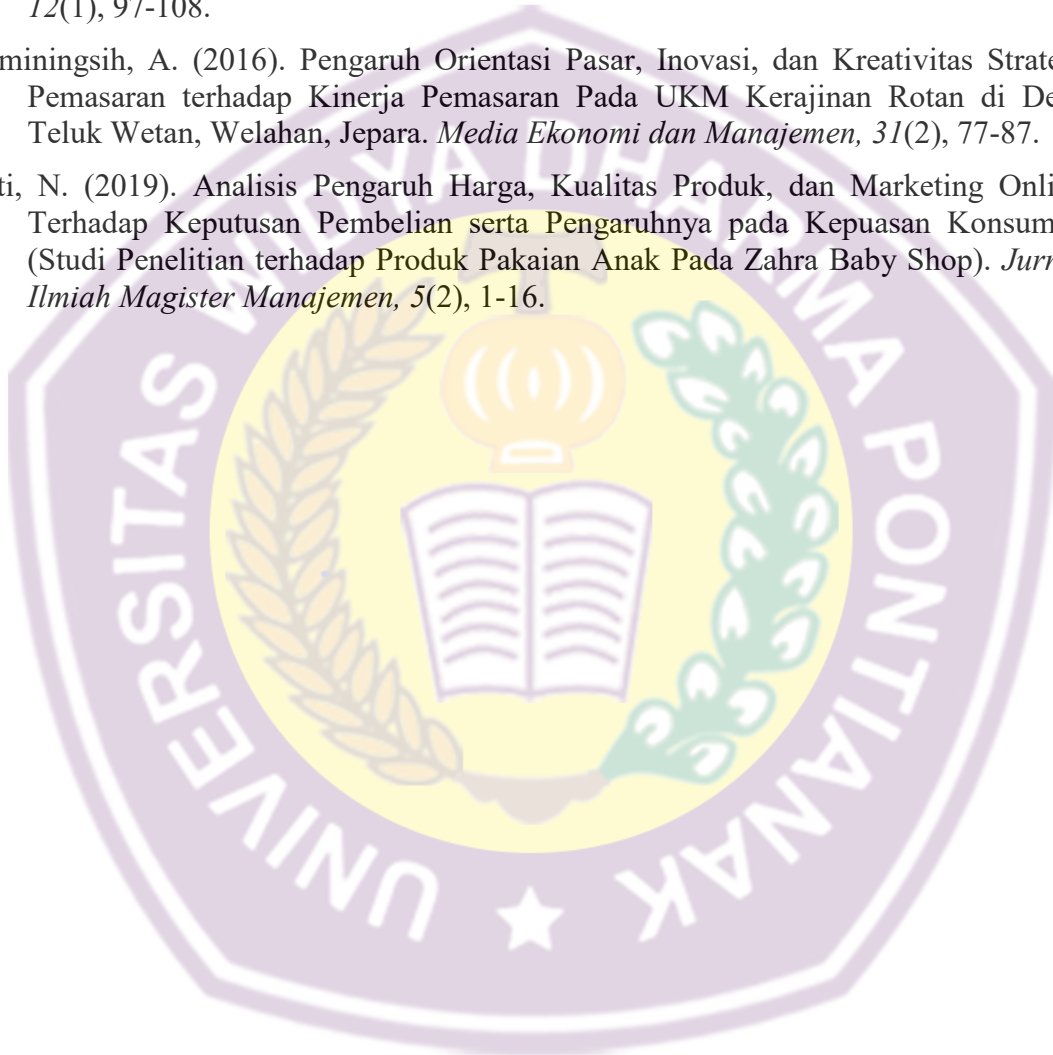 12(1), 97-108.
miningsih, A. (2016). Pengaruh Orientasi Pasar, Inovasi, dan Kreativitas Strate
Pemasaran terhadap Kinerja Pemasaran Pada UKM Kerajinan Rotan di De
Teluk Wetan, Welahan, Jepara. Media Ekonomi dan Manajemen, 31(2), 77-87.
ti, N. (2019). Analisis Pengaruh Harga, Kualitas Produk, dan Marketing Onli
Terhadap Keputusan Pembelian serta Pengaruhnya pada Kepuasan Konsum
(Studi Penelitian terhadap Produk Pakaian Anak Pada Zahra Baby Shop). Jurn
Ilmiah Magister Manajemen, 5(2), 1-16.
UNIVERSITAS WIDYA DHARMA PONTIANAK